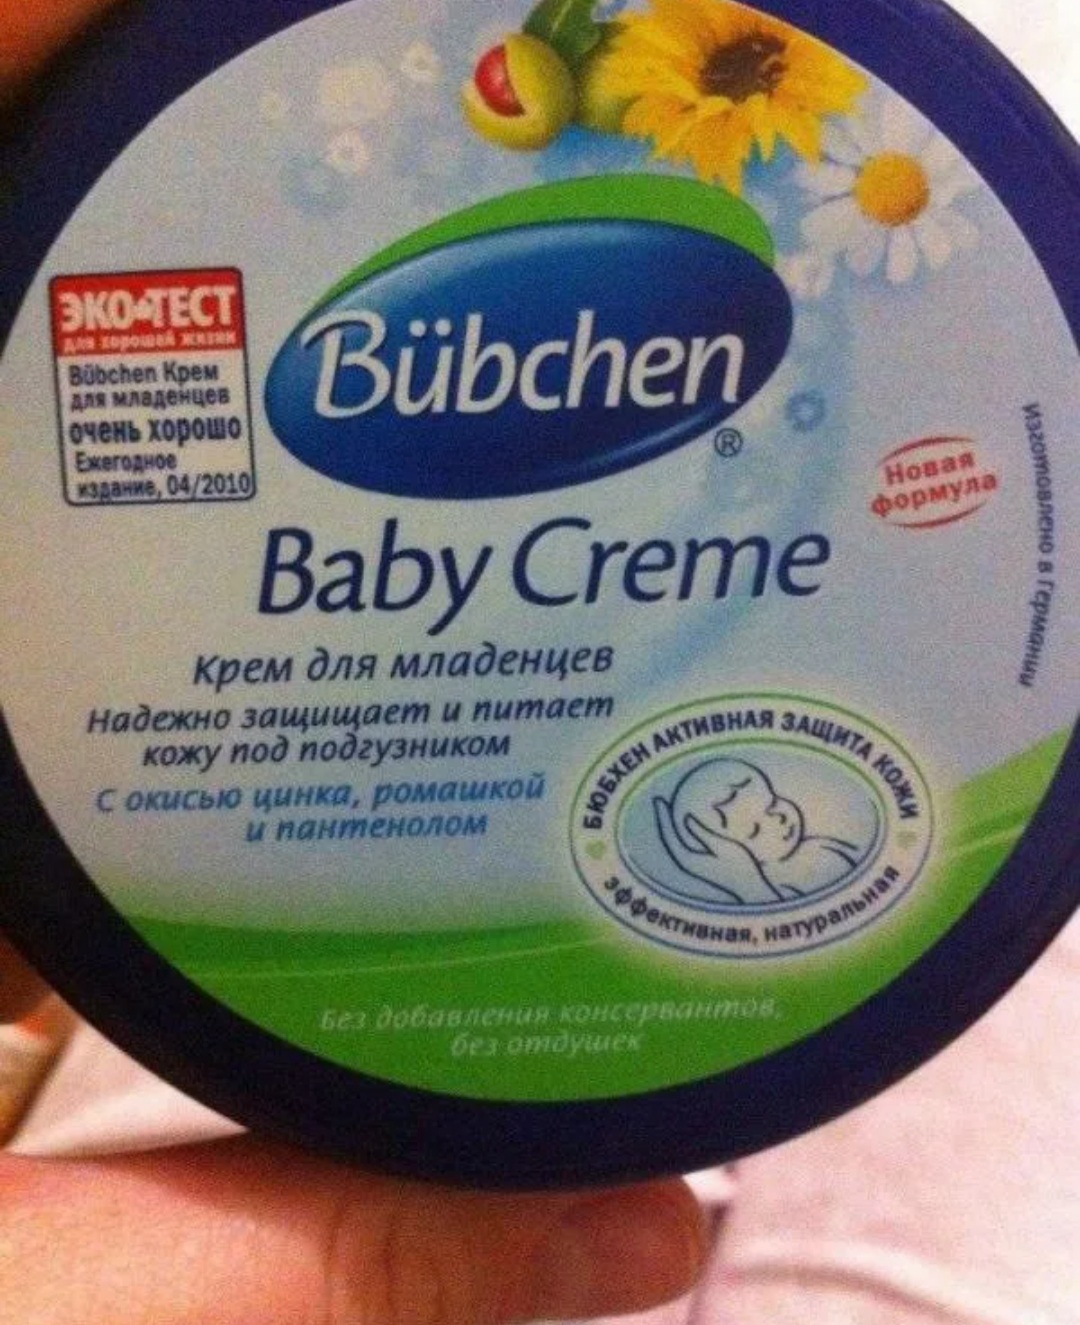 ЭКО-ТЕСТ
для хорошей жизни
Bübchen Крем
для младенцев
очень хорошо
Ежегодное
издание, 04/2010
Bübchen
®
Новая
формула
Изготовлено в Германии
Baby Creme
Крем для младенцев
Надежно защищает и питает
кожу под подгузником
С окисью цинка, ромашкой
и пантенолом
БЮБХЕН АКТИВНАЯ ЗАЩИТА КОЖИ
эффективная, натуральная
Без добавления консервантов,
без отдушек